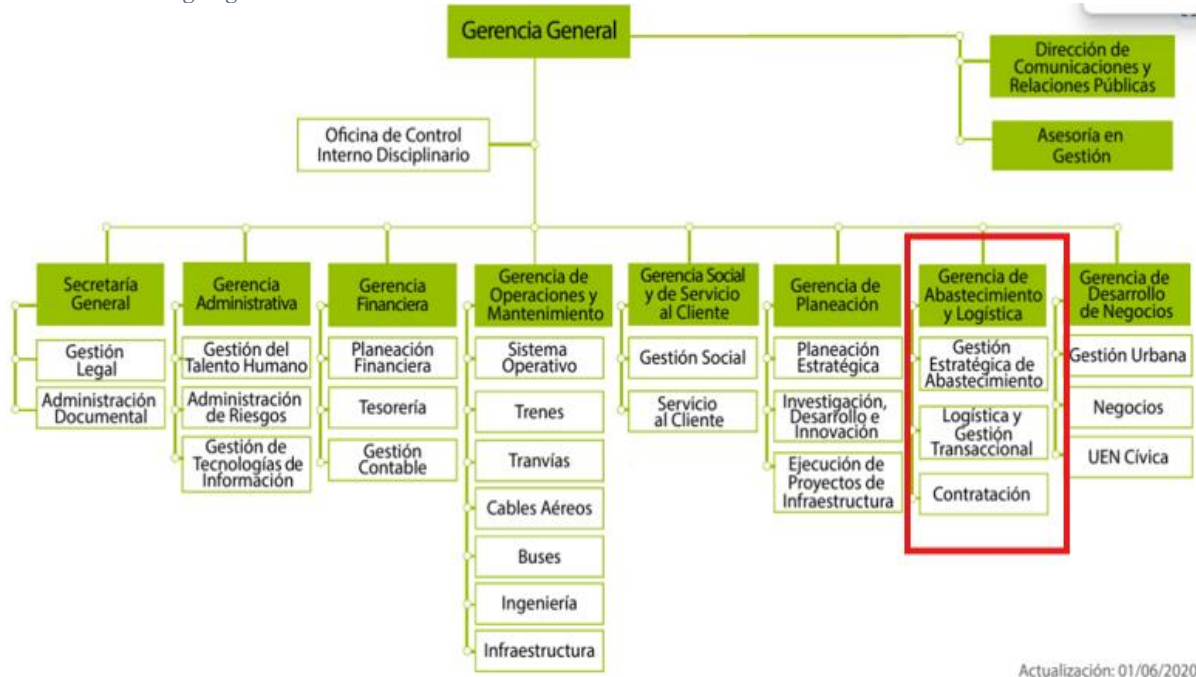 Gerencia General
Dirección de
Comunicaciones y
Relaciones Públicas
Oficina de Control
Interno Disciplinario
Asesoría en
Gestión
Secretaría
General
Gestión
Legal
Administración
Documental
Gerencia
Administrativa
Gestión del
Talento Humano
Administración
de Riesgos
Gestión de
Tecnologías de
Información
Gerencia
Financiera
Planeación
Financiera
Tesorería
Gestión
Contable
Gerencia de
Operaciones y
Mantenimiento
Sistema
Operativo
Trenes
Tranvías
Cables Aéreos
Buses
Ingeniería
Infraestructura
Gerencia Social
y de Servicio
al Cliente
Gestión Social
Servicio
al Cliente
Gerencia
de Planeación
Planeación
Estratégica
Investigación,
Desarrollo e
Innovación
Ejecución de
Proyectos de
Infraestructura
Gerencia de
Abastecimiento
y Logística
Gestión
Estratégica de
Abastecimiento
Logística y
Gestión
Transaccional
Contratación
Gerencia de
Desarrollo
de Negocios
Gestión Urbana
Negocios
UEN Cívica
Actualización: 01/06/2020